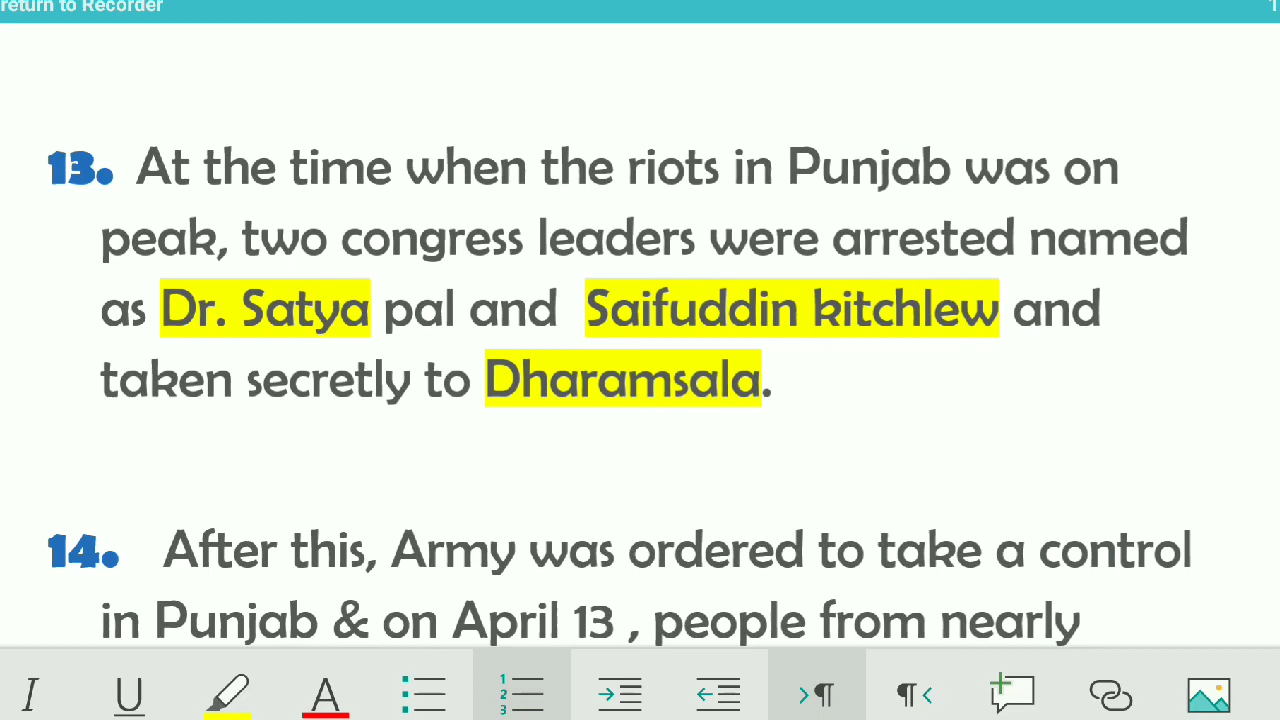 return to Recorder
13. At the time when the riots in Punjab was on
peak, two congress leaders were arrested named
as Dr. Satya pal and Saifuddin kitchlew and
taken secretly to Dharamsala.
14. After this, Army was ordered to take a control
in Punjab & on April 13 , people from nearly
I U A